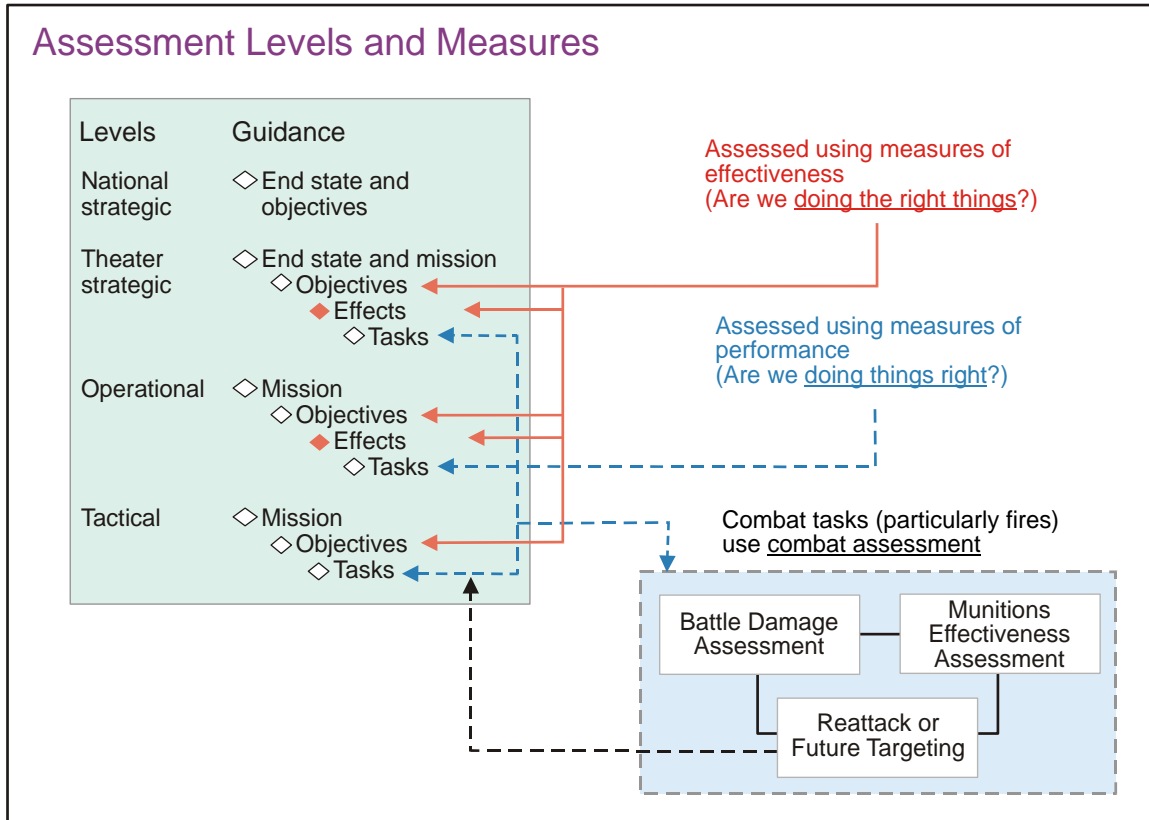 Assessment Levels and Measures
Levels Guidance
National
strategic
End state and
objectives
Theater
strategic
End state and mission
Objectives
Effects
Tasks
Operational
Mission
Objectives
Effects
Tasks
Tactical
Mission
Objectives
Tasks
Assessed using measures of
effectiveness
(Are we doing the right things?)
Assessed using measures of
performance
(Are we doing things right?)
Combat tasks (particularly fires)
use combat assessment
Battle Damage
Assessment
Munitions
Effectiveness
Assessment
Reattack or
Future Targeting